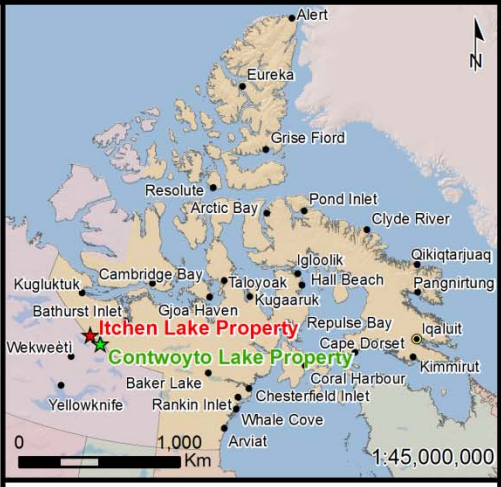 Alert
N
Eureka
Grise Fiord
Resolute
Arctic Bay
Pond Inlet
Clyde River
Igloolik
Qikiqtarjuaq
Cambridge Bay
Taloyoak
Hall Beach
Pangnirtung
Kugluktuk
Gjoa Haven
Kugaaruk
Bathurst Inlet
Repulse Bay
Iqaluit
Itchen Lake Property
Cape Dorset
Wekweètì
Contwoyto Lake Property
Kimmirut
Baker Lake
Coral Harbour
Yellowknife
Rankin Inlet
Chesterfield Inlet
Whale Cove
Arviat
0 1,000
Km
1:45,000,000